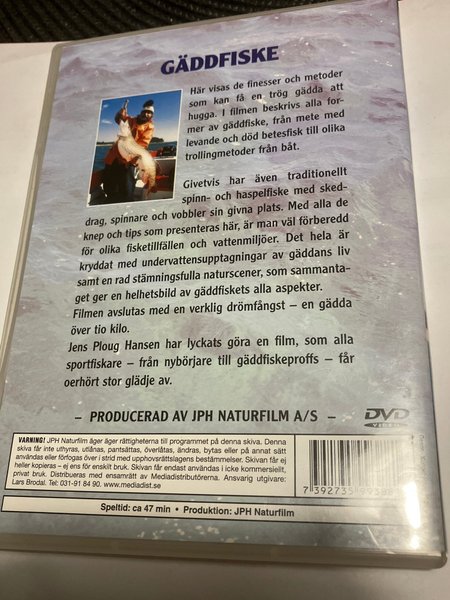 GÄDDFISKE
Här visas de finesser och metoder
som kan få en trög gädda att
hugga. I filmen beskrivs alla for-
mer av gäddfiske, från mete med
levande och död betesfisk till olika
trollingmetoder från båt.
Givetvis har även traditionellt
spinn- och haspelfiske med sked-
drag, spinnare och vobbler sin givna plats. Med alla de
knep och tips som presenteras här, är man väl förberedd
för olika fisketillfällen och vattenmiljöer. Det hela är
kryddat med undervattensupptagningar av gäddans liv
samt en rad stämningsfulla naturscener, som sammanta-
get ger en helhetsbild av gäddfiskets alla aspekter.
Filmen avslutas med en verklig drömfångst – en gädda
över tio kilo.
Jens Ploug Hansen har lyckats göra en film, som alla
sportfiskare – från nybörjare till gäddfiskeproffs – får
oerhört stor glädje av.
– PRODUCERAD AV JPH NATURFILM A/S –
DVD
VIDEO
VARNING! JPH Naturfilm äger äger rättigheterna till programmet på denna skiva. Denna
skiva får inte uthyras, utlånas, pantsättas, överlåtas, ändras, bytas eller på annat sätt
användas eller förfogas över i strid med upphovsrättslagens bestämmelser. Skivan får ej
heller kopieras – ej ens för enskilt bruk. Skivan får endast användas i icke kommersiellt,
privat bruk. Distribueras med ensamrätt av Mediadistributörerna. Ansvarig utgivare:
Lars Brodal. Tel: 031-91 84 90. www.mediadist.se
7 392735
Speltid: ca 47 min • Produktion: JPH Naturfilm